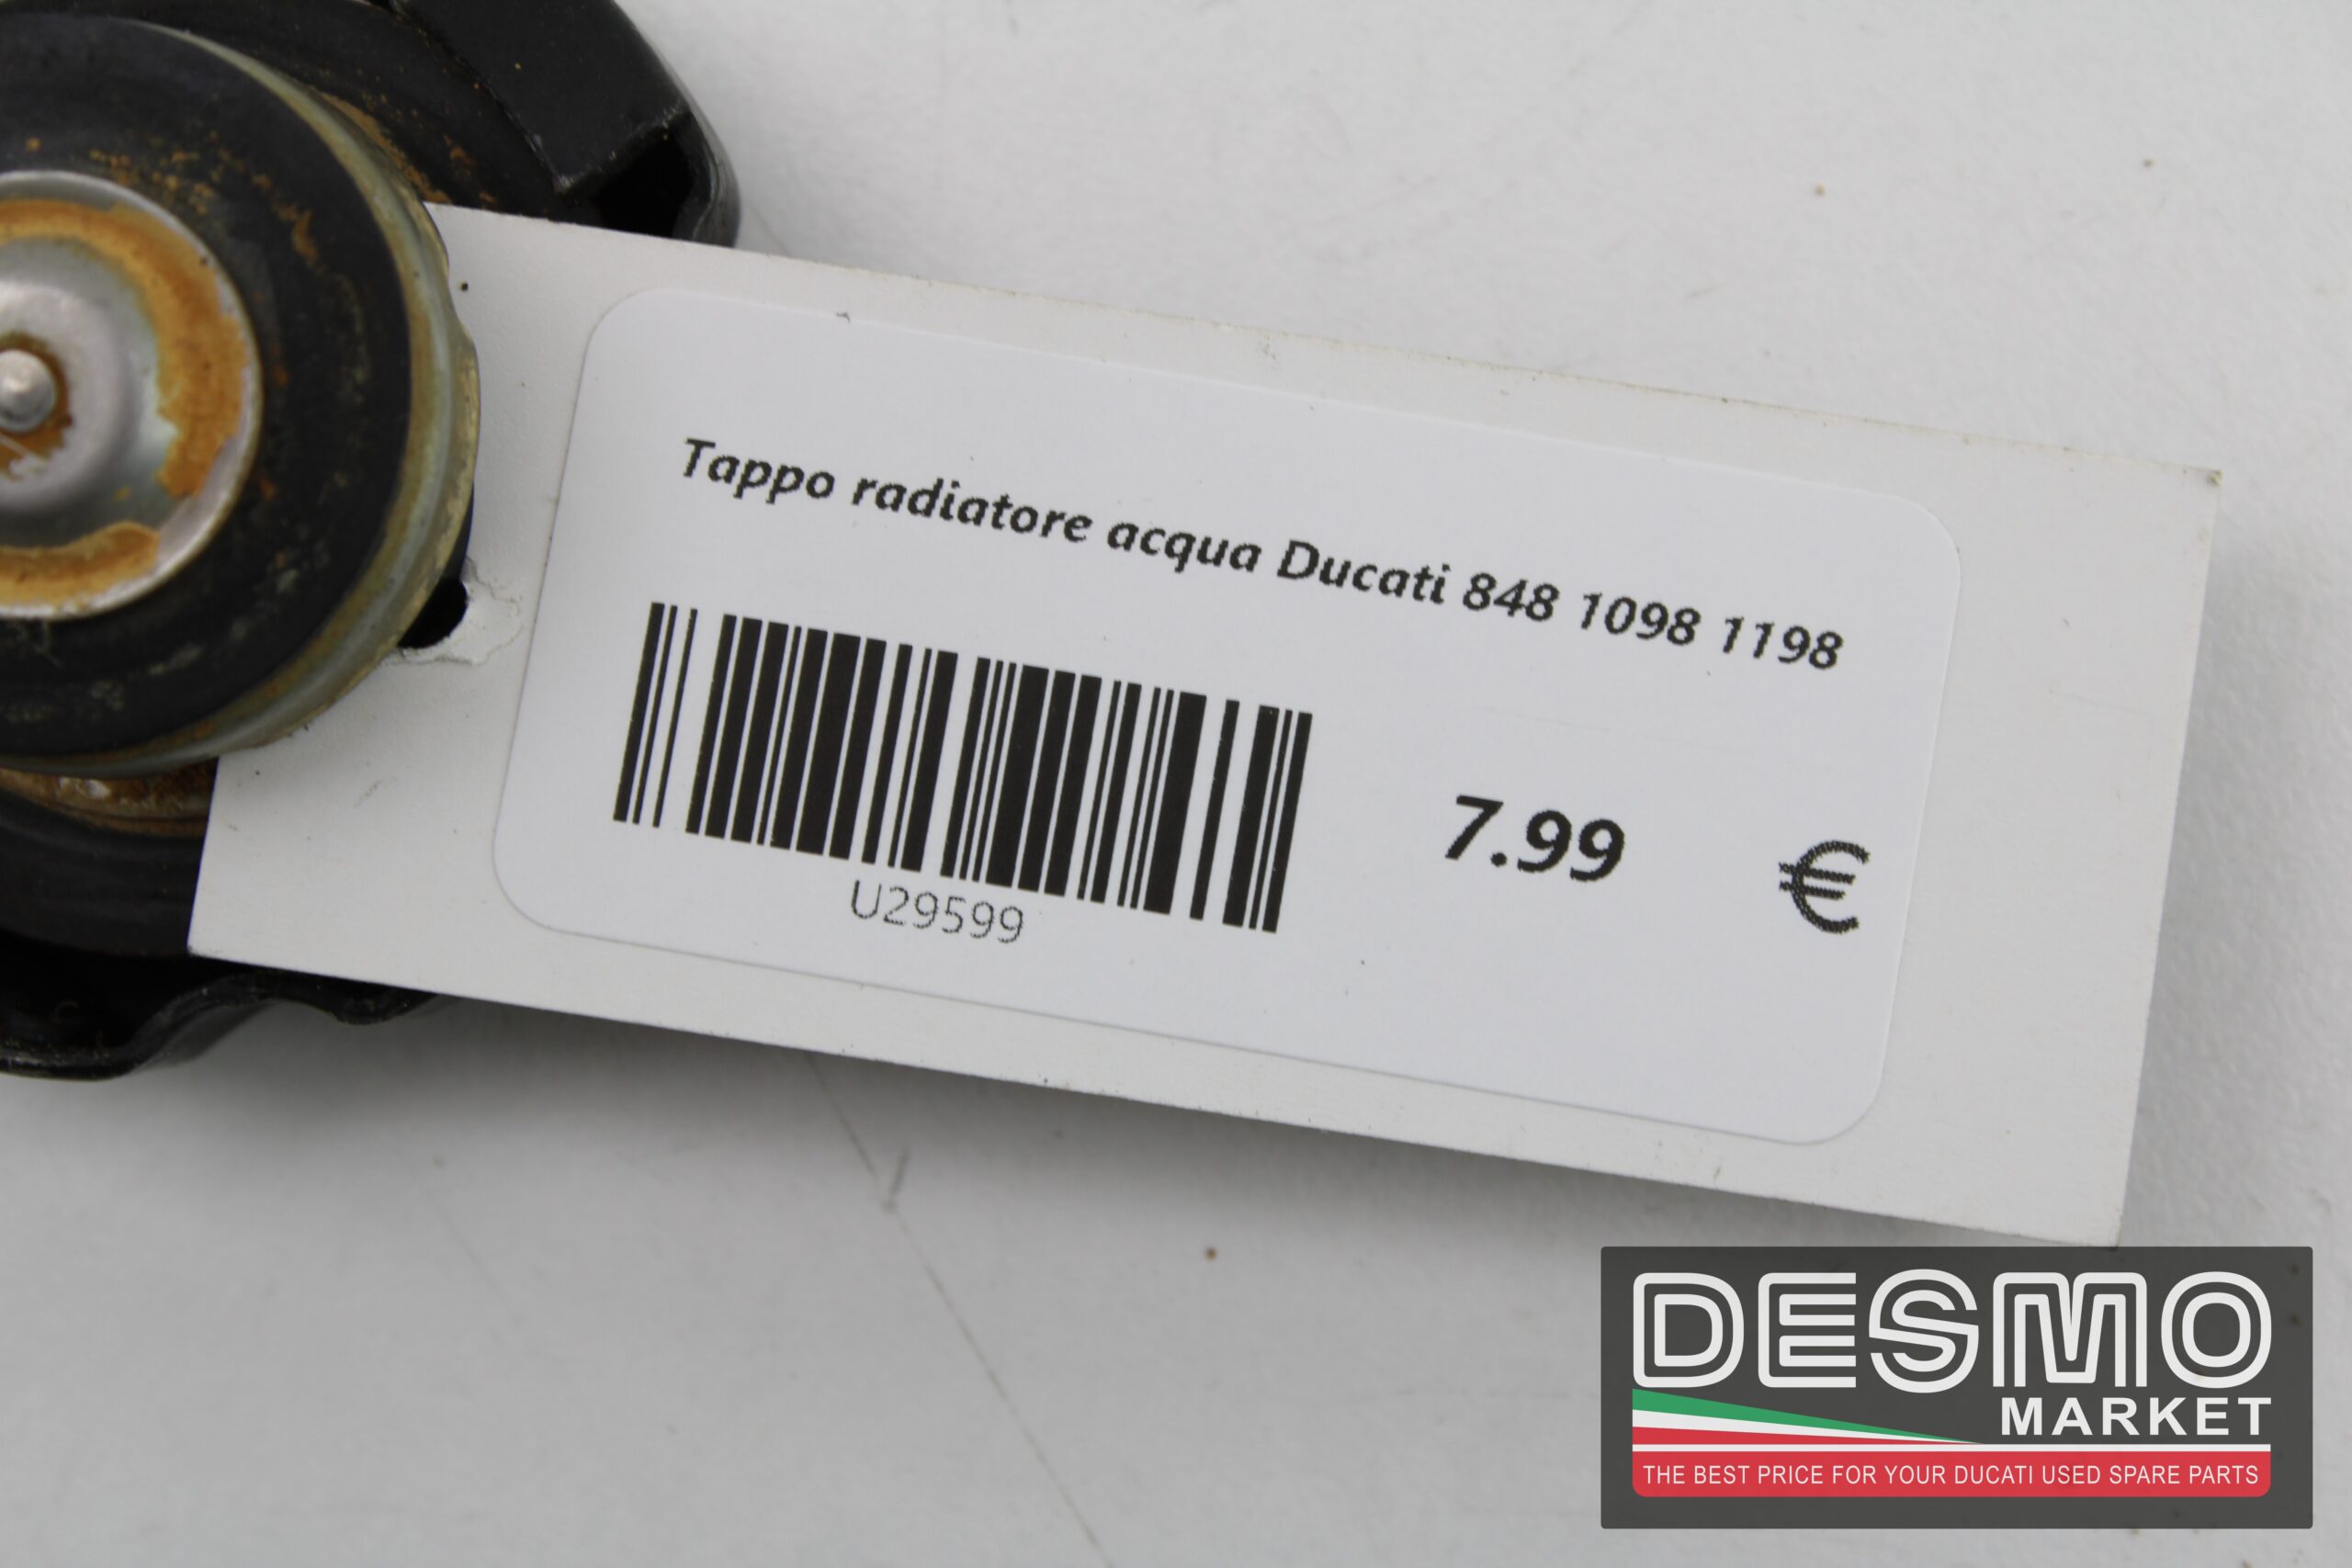 Tappo radiatore acqua Ducati 848 1098 1198
7.99 €
U29599
DESMO
MARKET
THE BEST PRICE FOR YOUR DUCATI USED SPARE PARTS